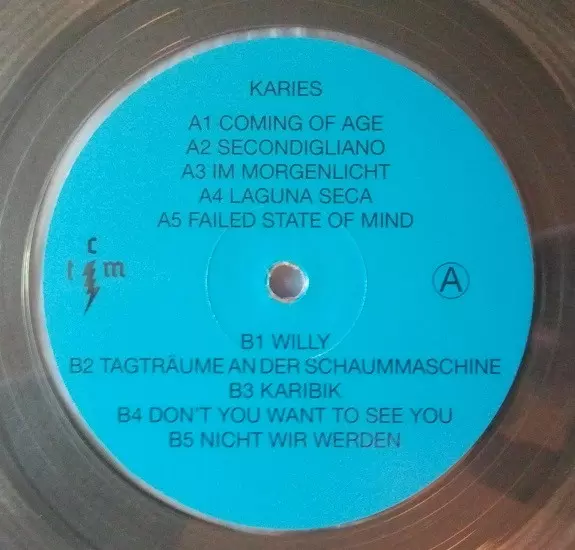 KARIES
A1 COMING OF AGE
A2 SECONDIGLIANO
A3 IM MORGENLICHT
A4 LAGUNA SECA
A5 FAILED STATE OF MIND
c
t m
A
B1 WILLY
B2 TAGTRÄUME AN DER SCHAUMMASCHINE
B3 KARIBIK
B4 DON'T YOU WANT TO SEE YOU
B5 NICHT WIR WERDEN